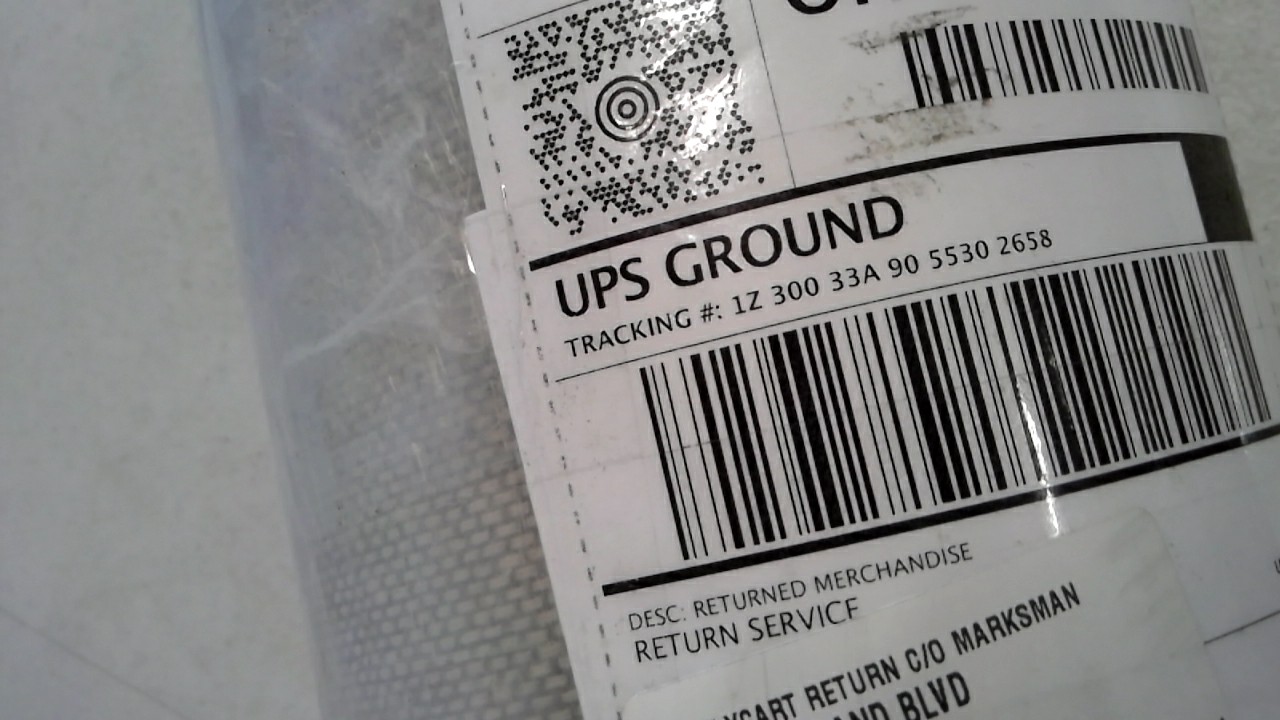 UPS GROUND
TRACKING #: 1Z 300 33A 90 5530 2658
DESC: RETURNED MERCHANDISE
RETURN SERVICE
RETURN C/O MARKSMAN
BLVD